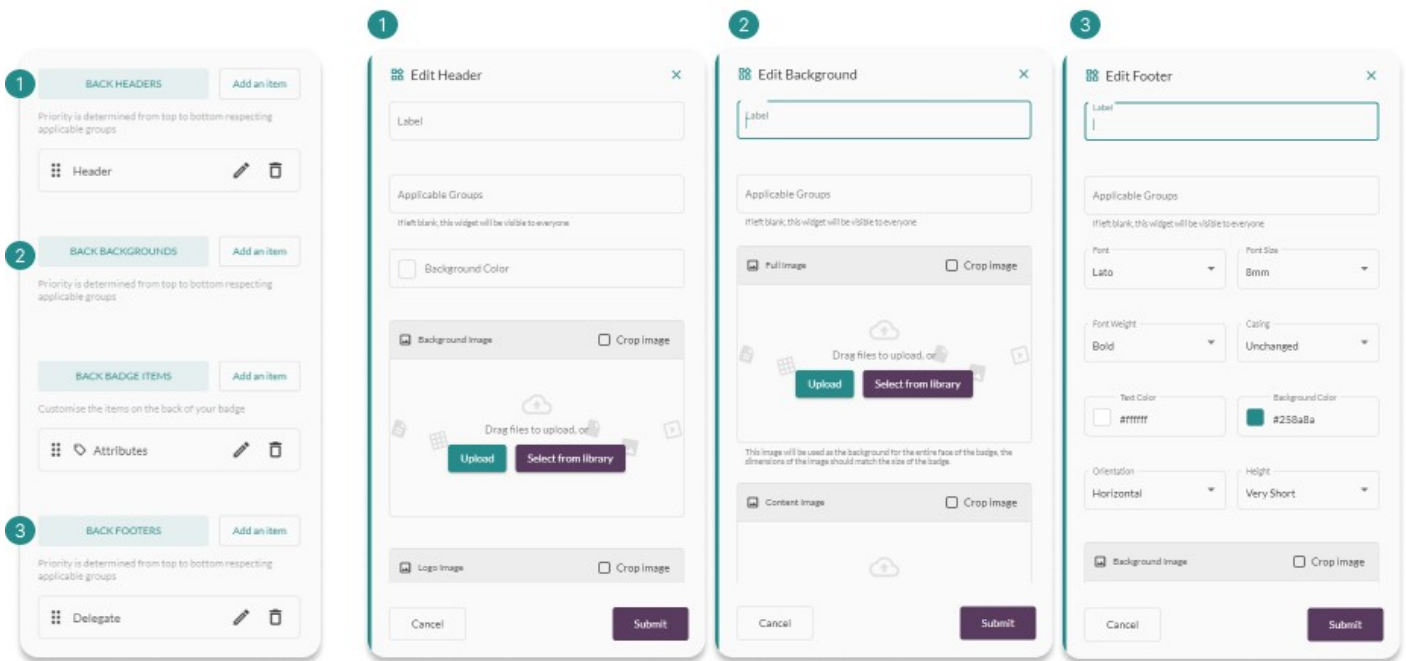 1
BACK HEADERS
Add an item
Priority is determined from top to bottom respecting
applicable groups
Header
2
BACK BACKGROUNDS
Add an item
Priority is determined from top to bottom respecting
applicable groups
BACK BADGE ITEMS
Add an item
Customise the items on the back of your badge
Attributes
3
BACK FOOTERS
Add an item
Priority is determined from top to bottom respecting
applicable groups
Delegate
1
Edit Header
Label
Applicable Groups
If left blank, this widget will be visible to everyone
Background Color
Background Image
Crop image
Drag files to upload, or
Upload
Select from library
Logo Image
Crop image
Cancel
Submit
2
Edit Background
Label
Applicable Groups
If left blank, this widget will be visible to everyone
Full Image
Crop image
Drag files to upload, or
Upload
Select from library
This image will be used as the background for the entire face of the badge, the
dimensions of the image should match the size of the badge.
Content Image
Crop image
Cancel
Submit
3
Edit Footer
Label
Applicable Groups
If left blank, this widget will be visible to everyone
Font
Lato
Font Size
8mm
Font Weight
Bold
Casing
Unchanged
Text Color
#ffffff
Background Color
#258a8a
Orientation
Horizontal
Height
Very Short
Background Image
Crop image
Cancel
Submit